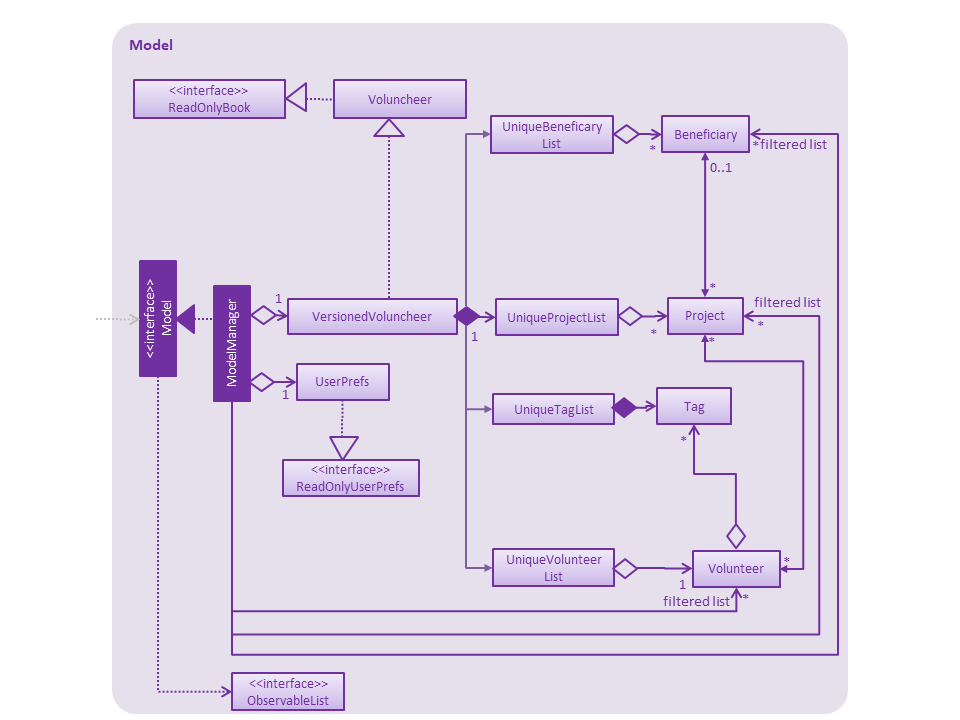 Model
<<interface>>
ReadOnlyBook
Voluncheer
UniqueBeneficary
List
*
Beneficiary
*filtered list
0..1
*
<<interface>>
Model
ModelManager
1
VersionedVoluncheer
1
UniqueProjectList
*
Project
filtered list
*
*
1
UserPrefs
<<interface>>
ReadOnlyUserPrefs
UniqueTagList
Tag
*
UniqueVolunteer
List
1
Volunteer
*
filtered list
*
<<interface>>
ObservableList